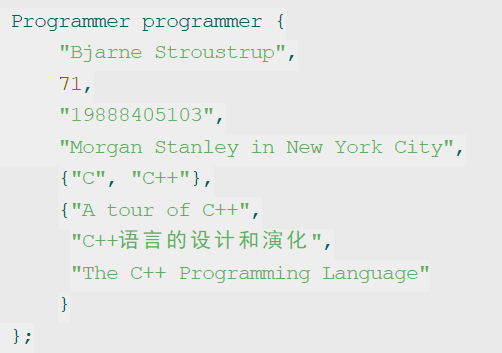 Programmer programmer {
    "Bjarne Stroustrup",
    71,
    "19888405103",
    "Morgan Stanley in New York City",
    {"C", "C++"},
    {"A tour of C++",
     "C++语言的设计和演化",
     "The C++ Programming Language"
    }
};